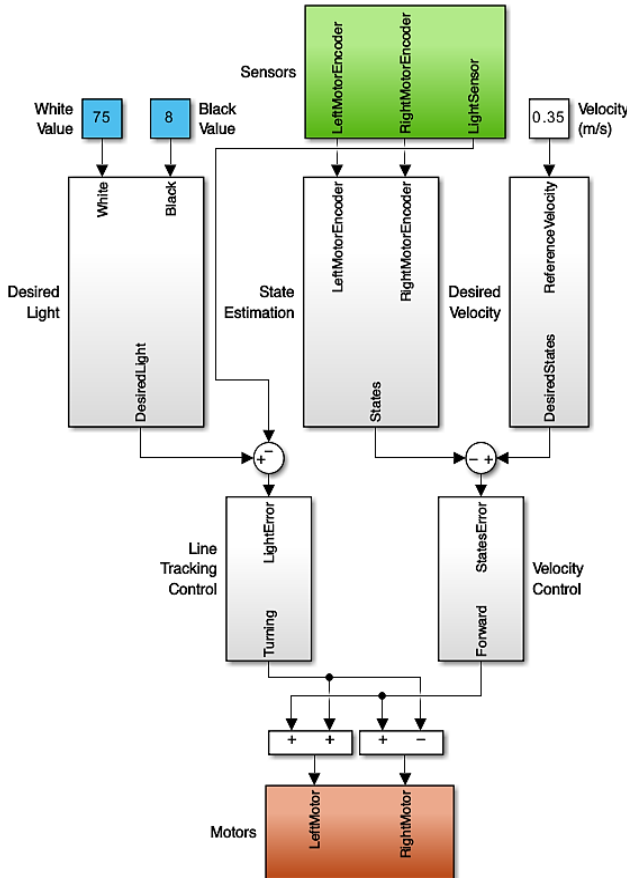 Sensors
LeftMotorEncoder
RightMotorEncoder
LightSensor
White
Value
75
8
Black
Value
0.35
Velocity
(m/s)
White
Black
DesiredLight
Desired
Light
LeftMotorEncoder
RightMotorEncoder
States
State
Estimation
Desired
Velocity
ReferenceVelocity
DesiredStates
+
−
−
+
Line
Tracking
Control
LightError
Turning
StatesError
Forward
Velocity
Control
+ +
+ −
Motors
LeftMotor
RightMotor